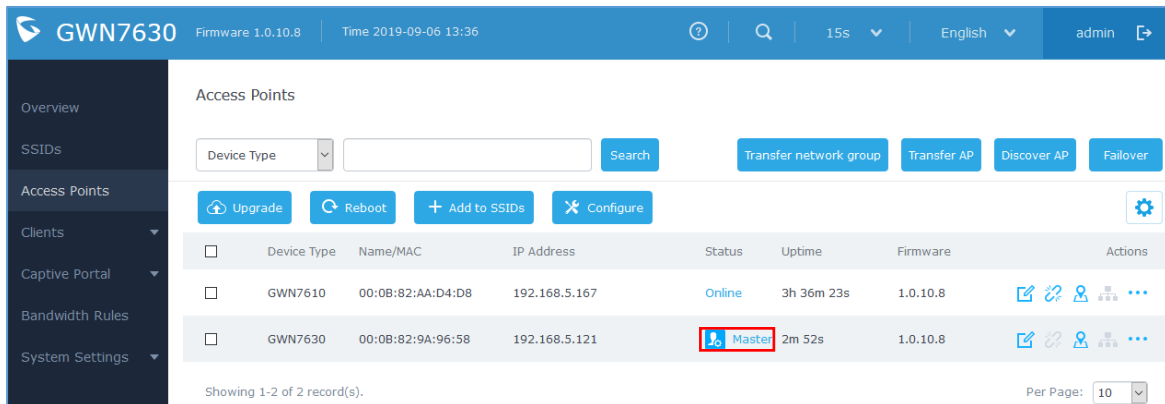 GWN7630 Firmware 1.0.10.8 Time 2019-09-06 13:36 15s English admin
Overview
SSIDs
Access Points
Clients
Captive Portal
Bandwidth Rules
System Settings
Access Points
Device Type Search Transfer network group Transfer AP Discover AP Failover
Upgrade Reboot Add to SSIDs Configure
Device Type Name/MAC IP Address Status Uptime Firmware Actions
GWN7610 00:0B:82:AA:D4:D8 192.168.5.167 Online 3h 36m 23s 1.0.10.8
GWN7630 00:0B:82:9A:96:58 192.168.5.121 Master 2m 52s 1.0.10.8
Showing 1-2 of 2 record(s). Per Page: 10